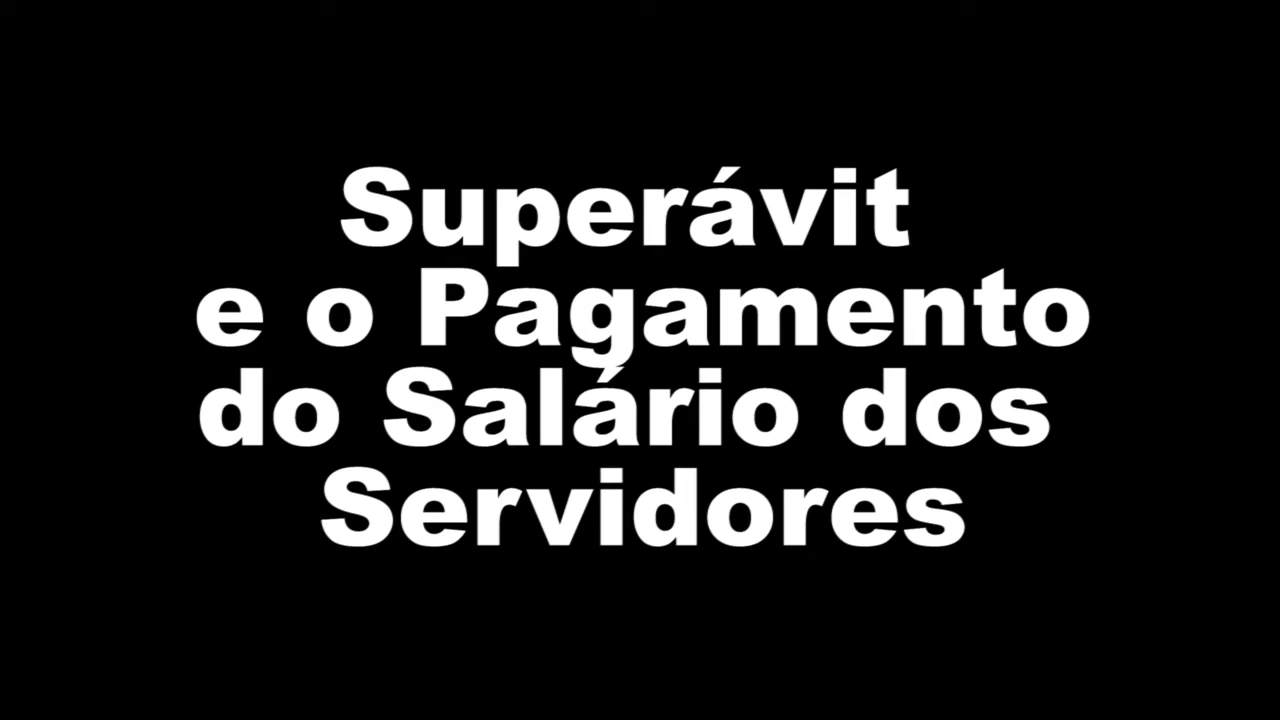 Superávit
e o Pagamento
do Salário dos
Servidores